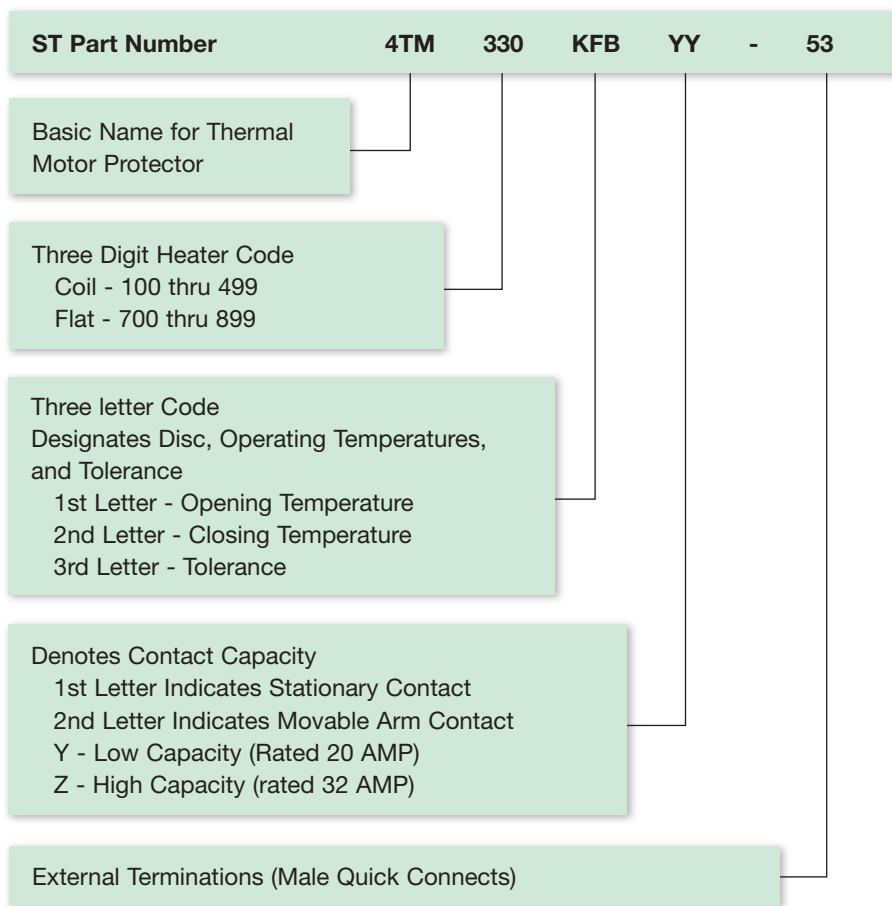 ST Part Number 4TM 330 KFB YY - 53
Basic Name for Thermal
Motor Protector
Three Digit Heater Code
Coil - 100 thru 499
Flat - 700 thru 899
Three letter Code
Designates Disc, Operating Temperatures,
and Tolerance
1st Letter - Opening Temperature
2nd Letter - Closing Temperature
3rd Letter - Tolerance
Denotes Contact Capacity
1st Letter Indicates Stationary Contact
2nd Letter Indicates Movable Arm Contact
Y - Low Capacity (Rated 20 AMP)
Z - High Capacity (rated 32 AMP)
External Terminations (Male Quick Connects)